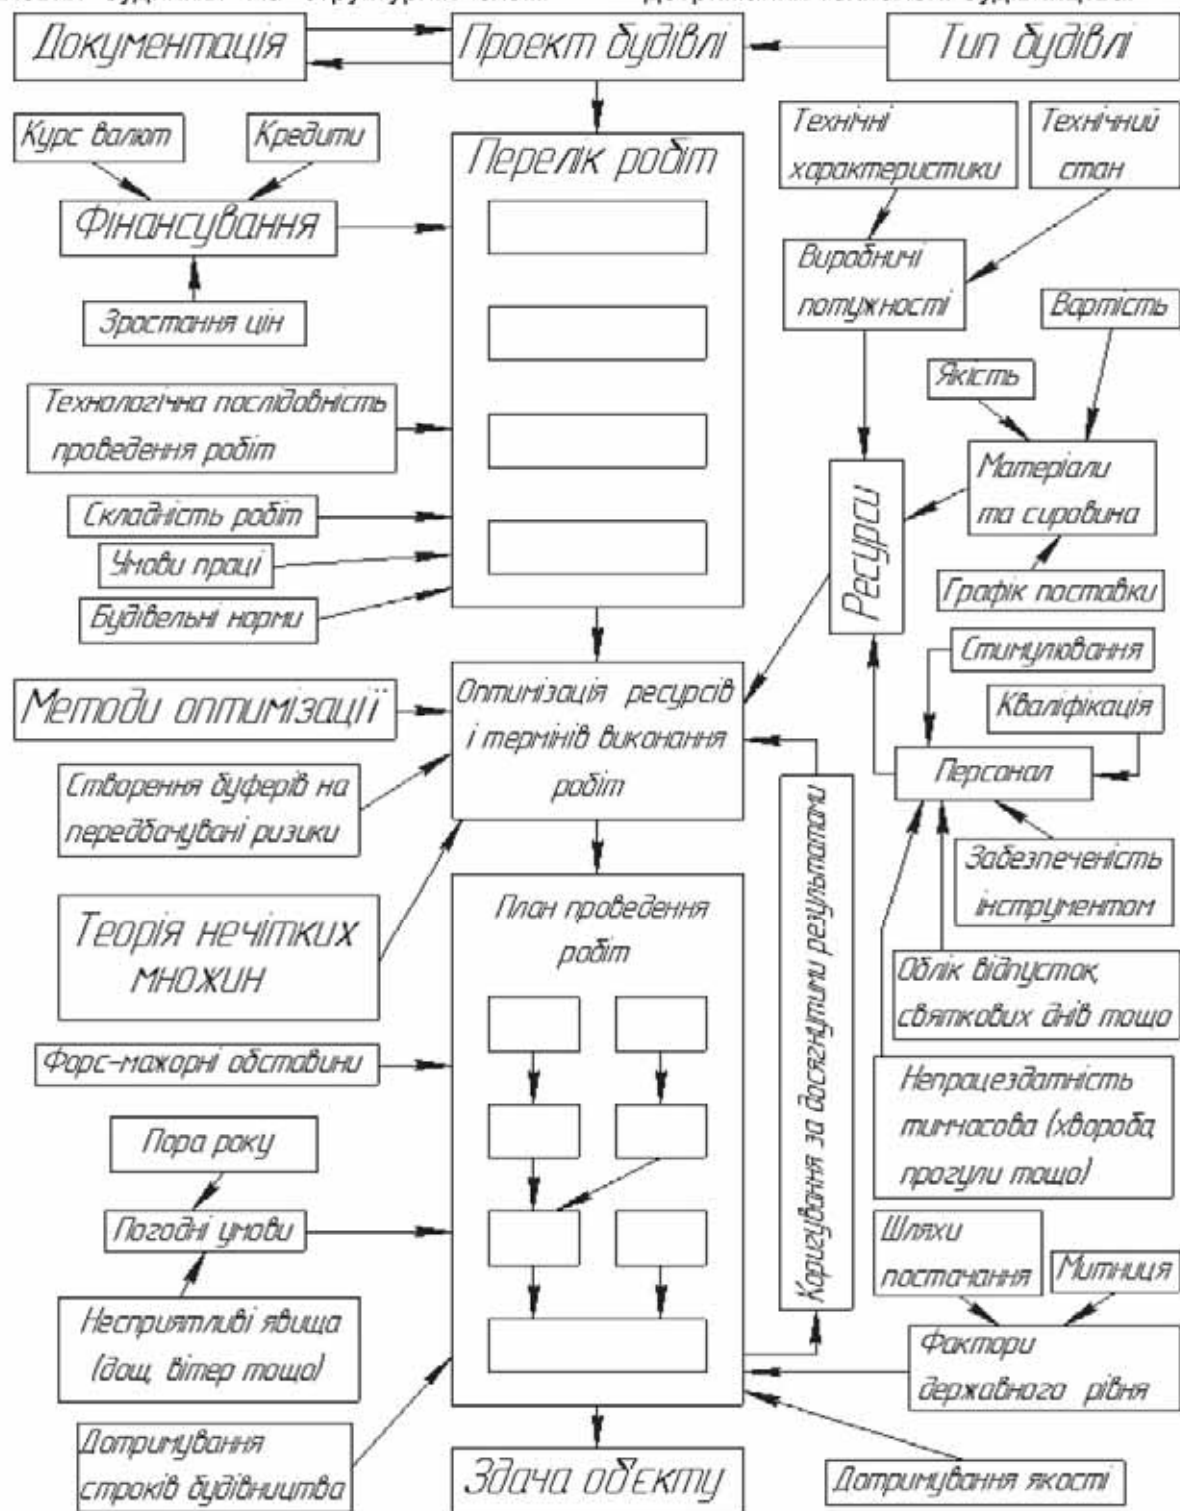 Документація
Проект будівлі
Тип будівлі
Курс валют
Кредити
Фінансування
Зростання цін
Перелік робіт
Технічні
характеристики
Технічний
стан
Виробничі
потужності
Вартість
Якість
Матеріали
та сировина
Графік поставки
Ресурси
Технологічна послідовність
проведення робіт
Складність робіт
Умови праці
Будівельні норми
Стимулювання
Кваліфікація
Персонал
Забезпеченість
інструментом
Облік відпусток,
святкових днів тощо
Непрацездатність
тимчасова (хвороба,
прогули тощо)
Методи оптимізації
Оптимізація ресурсів
і термінів виконання
робіт
Створення буферів на
передбачувані ризики
Теорія нечітких
множин
Коригування за досягнутими результатами
План проведення
робіт
Форс-мажорні обставини
Пора року
Погодні умови
Несприятливі явища
(дощ, вітер тощо)
Шляхи
постачання
Митниця
Фактори
державного рівня
Дотримування
строків будівництва
Здача об'єкту
Дотримування якості